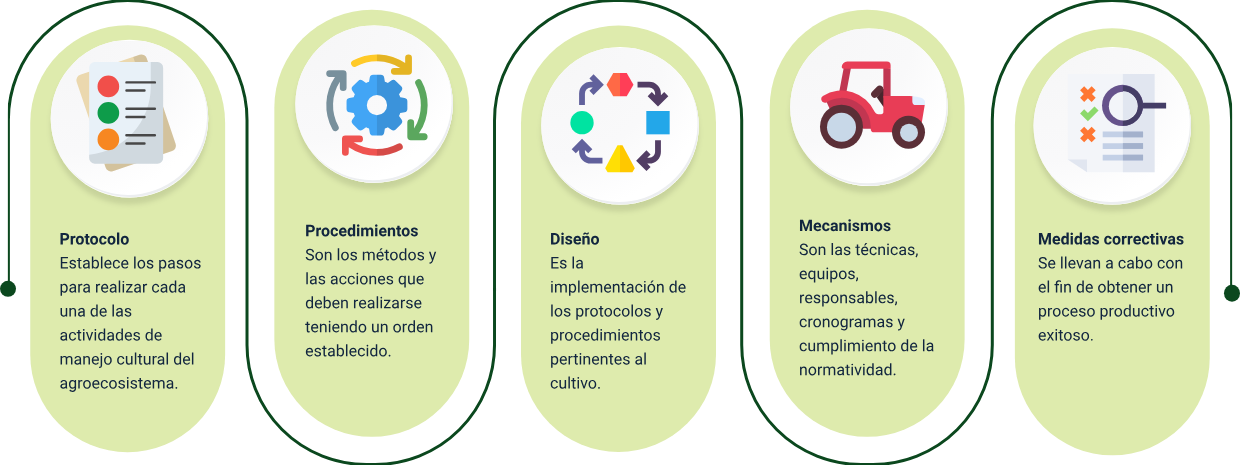 Protocolo
Establece los pasos
para realizar cada
una de las
actividades de
manejo cultural del
agroecosistema.
Procedimientos
Son los métodos y
las acciones que
deben realizarse
teniendo un orden
establecido.
Diseño
Es la
implementación de
los protocolos y
procedimientos
pertinentes al
cultivo.
Mecanismos
Son las técnicas,
equipos,
responsables,
cronogramas y
cumplimiento de la
normatividad.
Medidas correctivas
Se llevan a cabo con
el fin de obtener un
proceso productivo
exitoso.